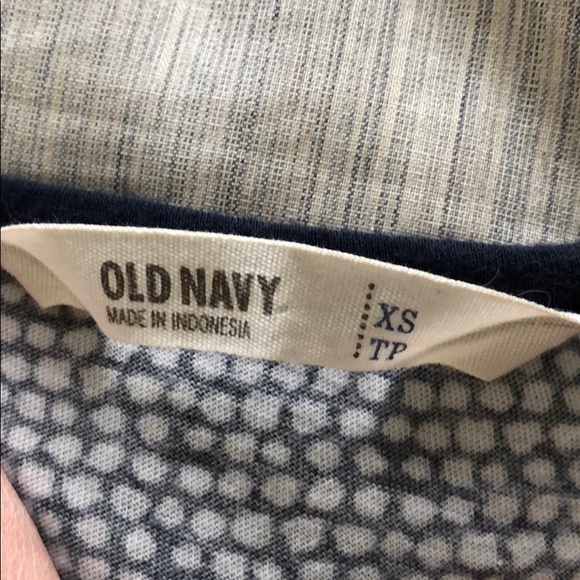 OLD NAVY
MADE IN INDONESIA
XS
TP